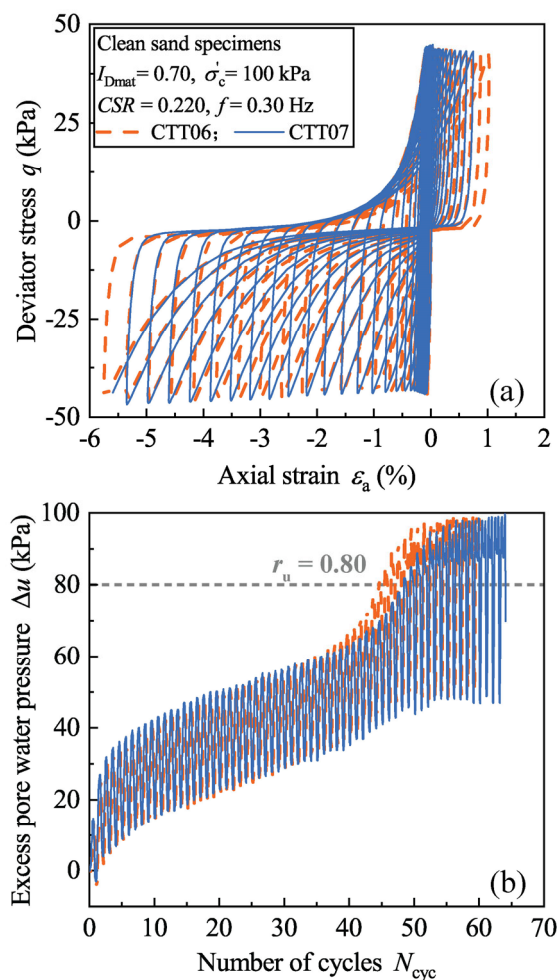 50
25
0
-25
-50
Deviator stress q (kPa)
Clean sand specimens
I_Dmat = 0.70, σ'_c = 100 kPa
CSR = 0.220, f = 0.30 Hz
CTT06; CTT07
(a)
-6 -5 -4 -3 -2 -1 0 1 2
Axial strain ε_a (%)
100
80
60
40
20
0
Excess pore water pressure Δu (kPa)
r_u = 0.80
(b)
0 10 20 30 40 50 60 70
Number of cycles N_cyc